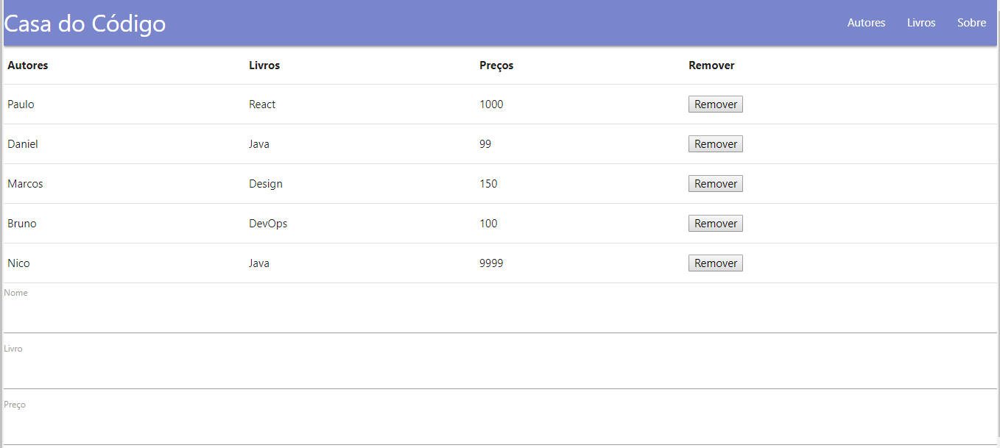 Casa do Código Autores Livros Sobre
Autores Livros Preços Remover
Paulo React 1000 Remover
Daniel Java 99 Remover
Marcos Design 150 Remover
Bruno DevOps 100 Remover
Nico Java 9999 Remover
Nome
Livro
Preço